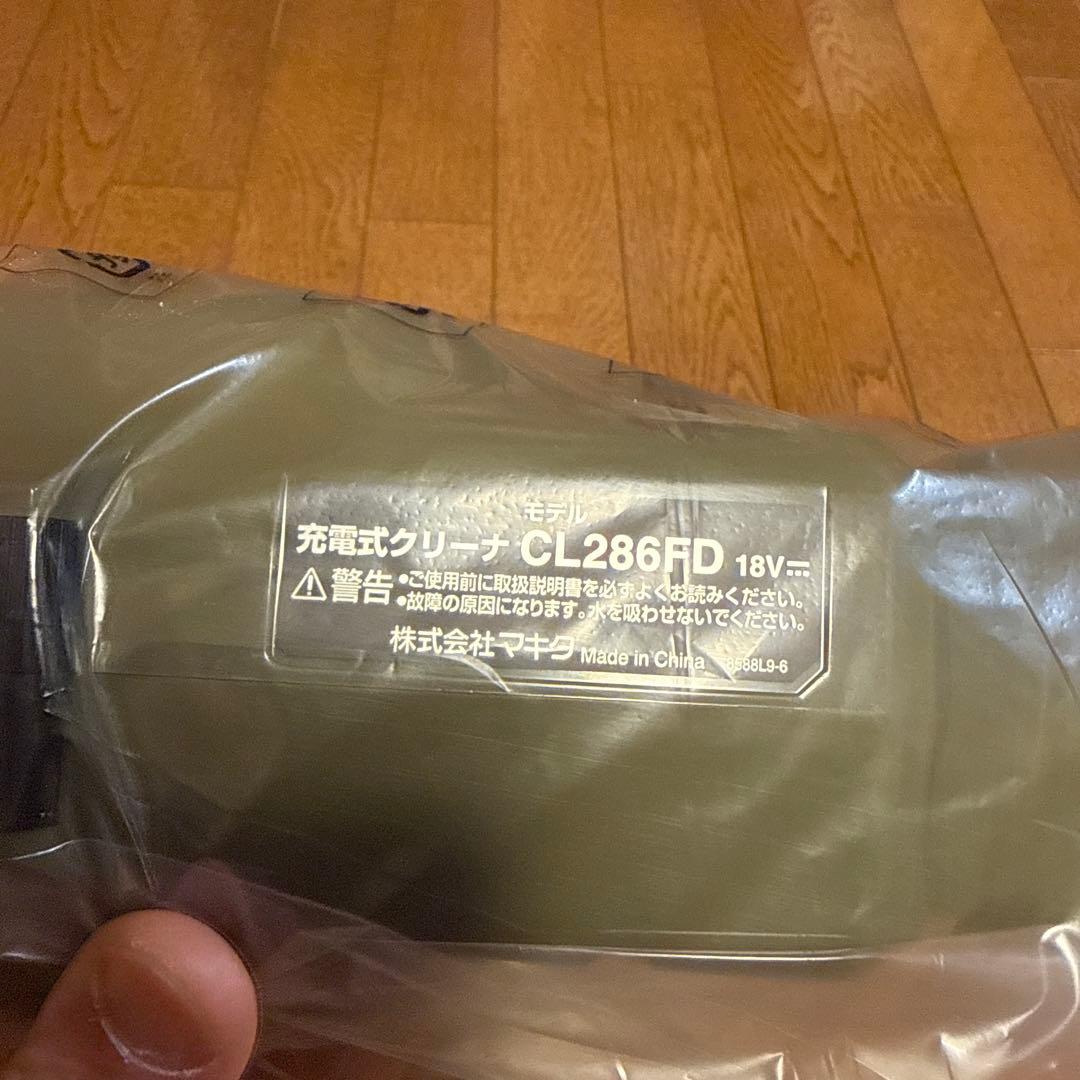 モデル
充電式クリーナ CL286FD 18V⎓
⚠警告 •ご使用前に取扱説明書を必ずよくお読みください。
•故障の原因になります。水を吸わせないでください。
株式会社マキタ Made in China 8588L9-6